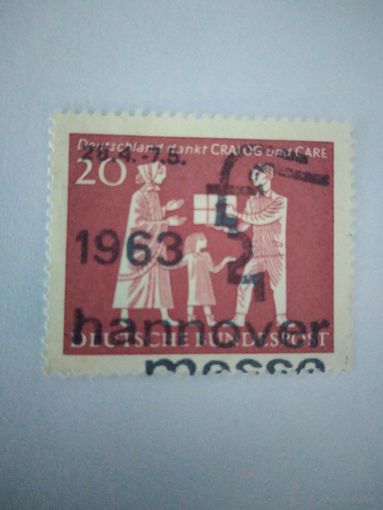 Deutschland dankt CRALOG und CARE
28.4.-7.5.
20
1963
hannover
DEUTSCHE BUNDESPOST
messe